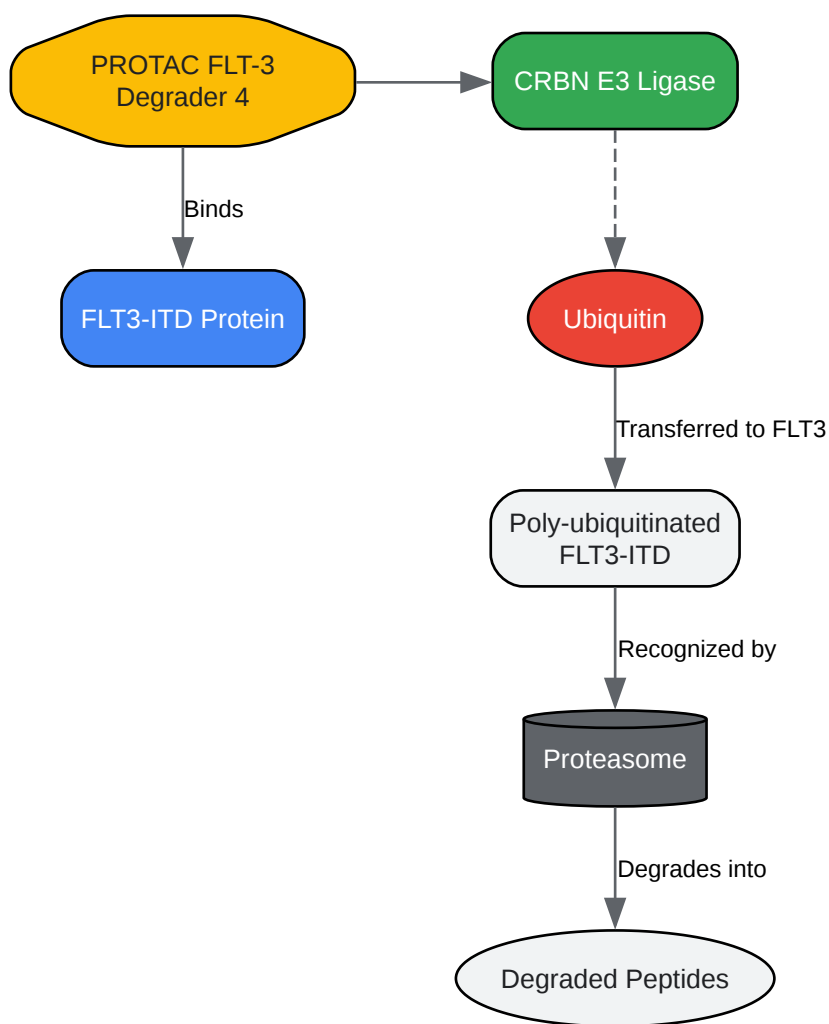 PROTAC FLT-3
Degrader 4
CRBN E3 Ligase
Binds
FLT3-ITD Protein
Ubiquitin
Transferred to FLT3
Poly-ubiquitinated
FLT3-ITD
Recognized by
Proteasome
Degrades into
Degraded Peptides